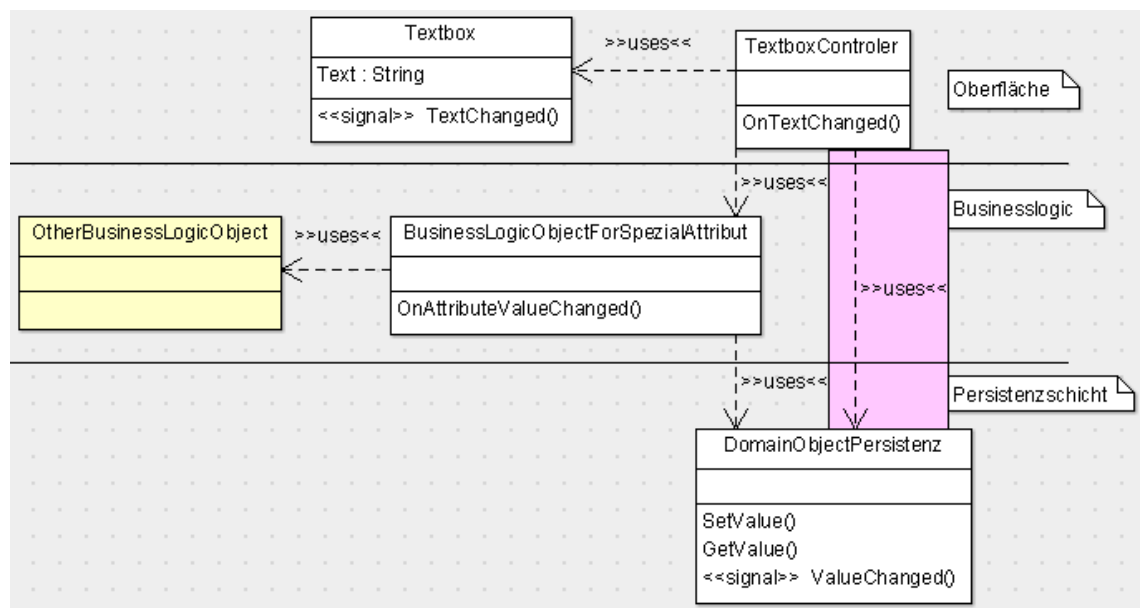 Textbox
Text : String
<<signal>> TextChanged()
>>uses<<
TextboxControler
OnTextChanged()
Oberfläche
>>uses<<
Businesslogic
OtherBusinessLogicObject
>>uses<<
BusinessLogicObjectForSpezialAttribut
OnAttributeValueChanged()
>>uses<<
>>uses<<
Persistenzschicht
DomainObjectPersistenz
SetValue()
GetValue()
<<signal>> ValueChanged()